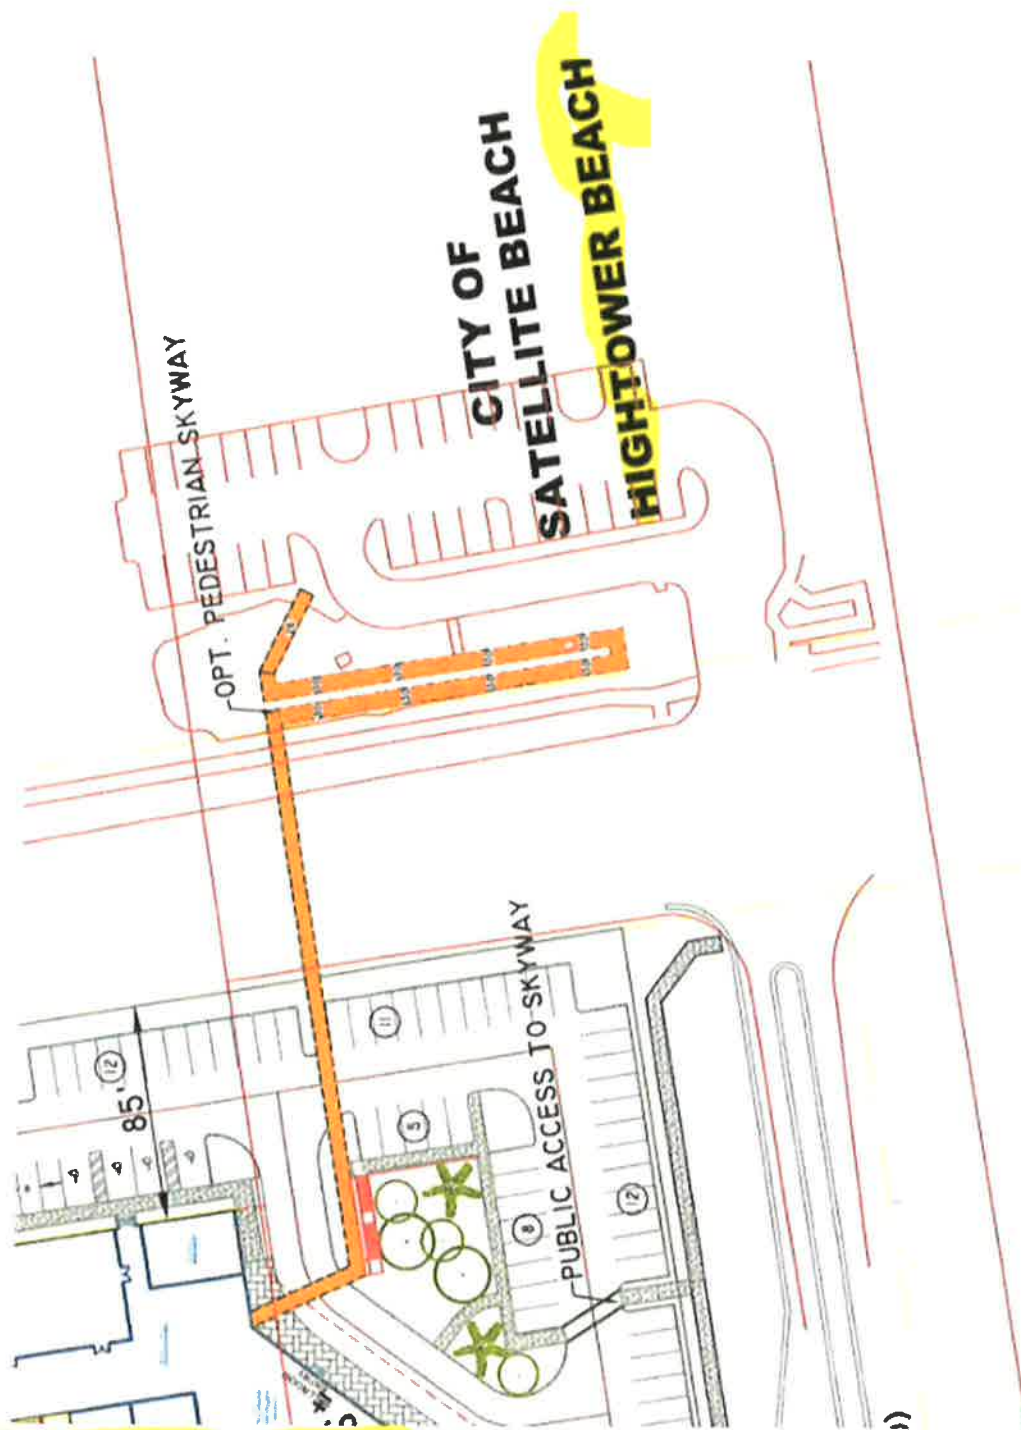 CITY OF
SATELLITE BEACH
HIGHTOWER BEACH
OPT. PEDESTRIAN SKYWAY
PUBLIC ACCESS TO SKYWAY
85'
12
11
5
8
12